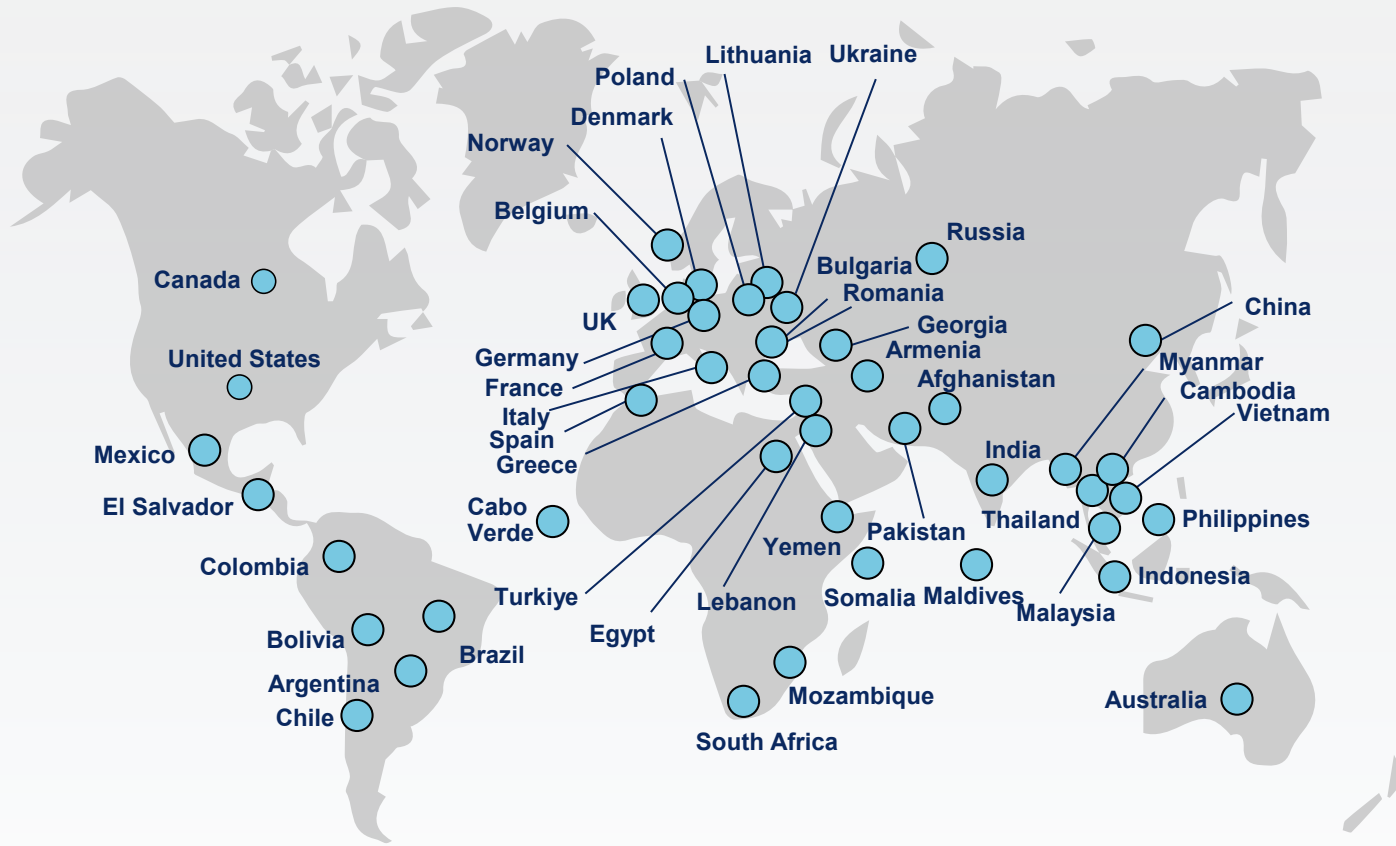 Lithuania
Ukraine
Poland
Denmark
Norway
Belgium
Russia
Bulgaria
Canada
Romania
China
UK
Georgia
Germany
United States
Armenia
Myanmar
France
Afghanistan
Cambodia
Italy
Vietnam
Spain
Mexico
India
Greece
El Salvador
Cabo
Verde
Thailand
Philippines
Pakistan
Yemen
Colombia
Indonesia
Turkiye
Lebanon
Somalia
Maldives
Malaysia
Egypt
Bolivia
Brazil
Argentina
Mozambique
Australia
Chile
South Africa